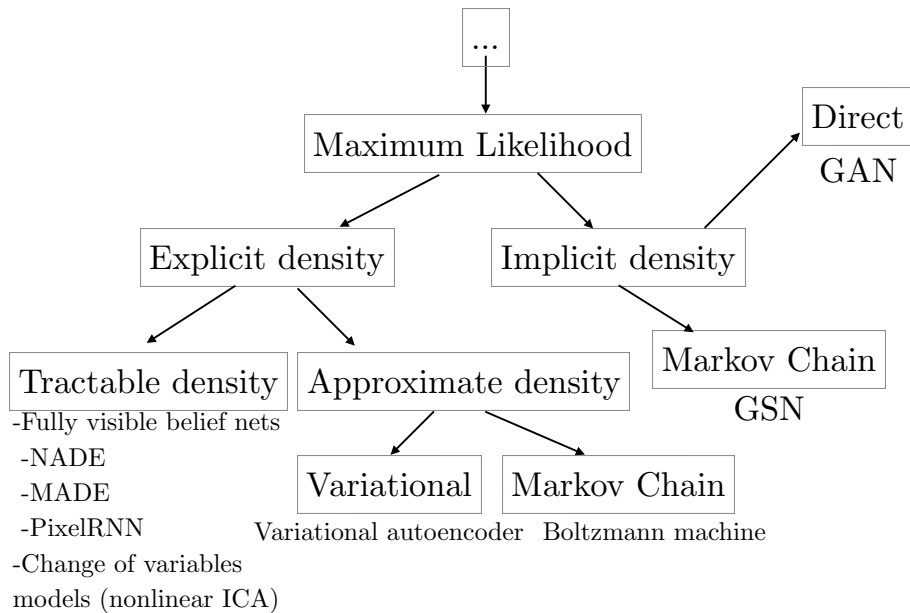 ...
Maximum Likelihood
Direct
GAN
Explicit density
Implicit density
Tractable density
-Fully visible belief nets
-NADE
-MADE
-PixelRNN
-Change of variables
models (nonlinear ICA)
Approximate density
Variational
Variational autoencoder
Markov Chain
Boltzmann machine
Markov Chain
GSN